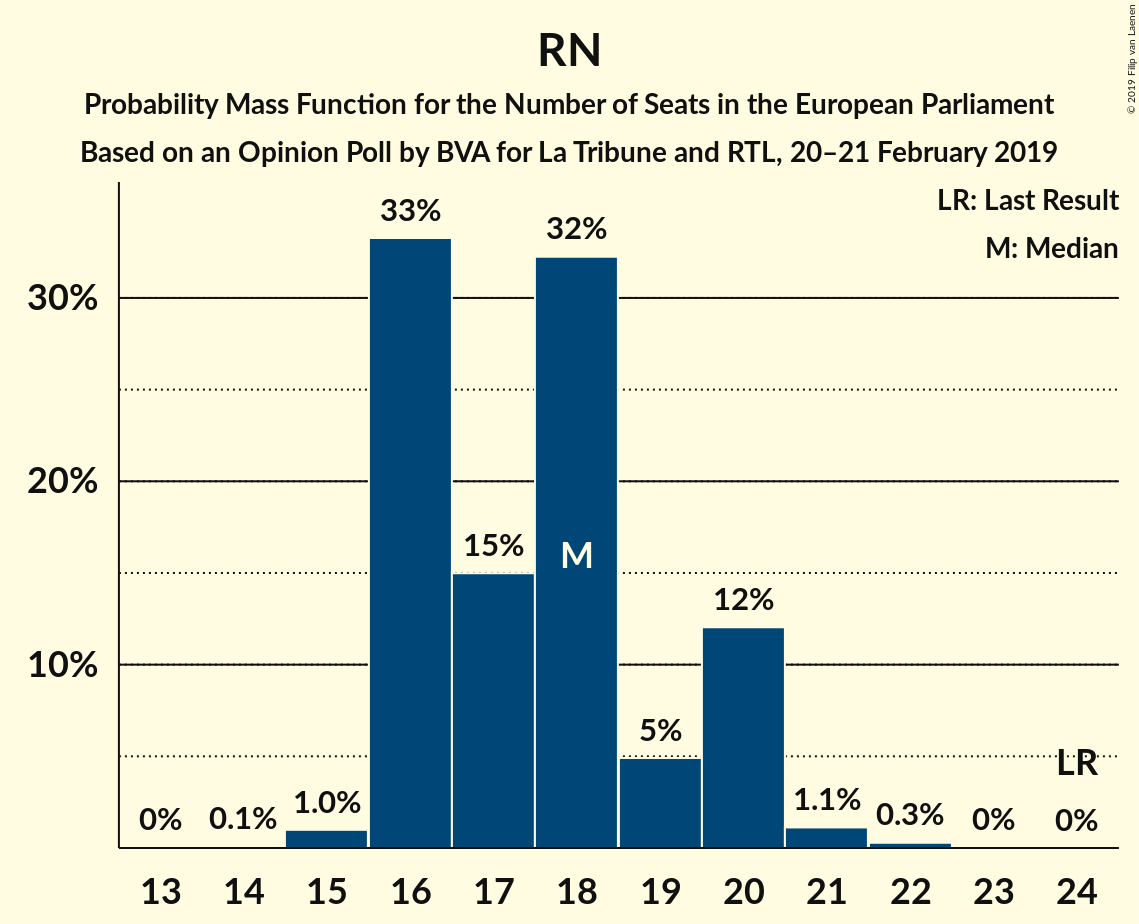 RN
Probability Mass Function for the Number of Seats in the European Parliament
Based on an Opinion Poll by BVA for La Tribune and RTL, 20–21 February 2019
© 2019 Filip van Laenen
LR: Last Result
M: Median
33%
32%
30%
20%
15%
M
12%
10%
5%
LR
0%
0.1%
1.0%
1.1%
0.3%
0%
0%
13 14 15 16 17 18 19 20 21 22 23 24